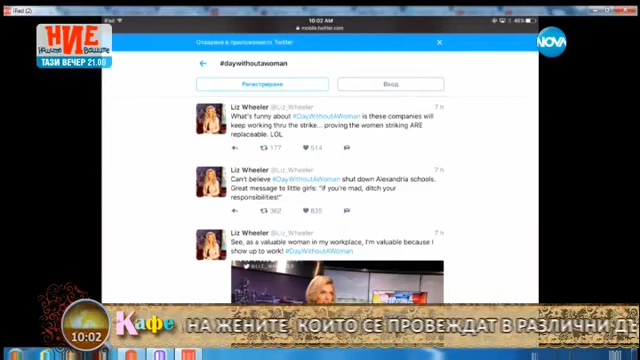 iPad (2)
НИЕ
Нашите
Вашите
ТАЗИ ВЕЧЕР 21.00
iPad
10:02 AM
46%
mobile.twitter.com
NOVA
Отваряне в приложението Twitter
#daywithoutawoman
Регистриране
Вход
Liz Wheeler @Liz_Wheeler 7 h
What's funny about #DayWithoutAWoman is these companies will
keep working thru the strike... proving the women striking ARE
replaceable. LOL
177 514
Liz Wheeler @Liz_Wheeler 7 h
Can't believe #DayWithoutAWoman shut down Alexandria schools.
Great message to little girls: "if you're mad, ditch your
responsibilities!"
362 835
Liz Wheeler @Liz_Wheeler 7 h
See, as a valuable woman in my workplace, I'm valuable because I
show up to work! #DayWithoutAWoman
@LIZ_WHEELER
10:02
Кафе
НА ЖЕНИТЕ, КОИТО СЕ ПРОВЕЖДАТ В РАЗЛИЧНИ ДЪ